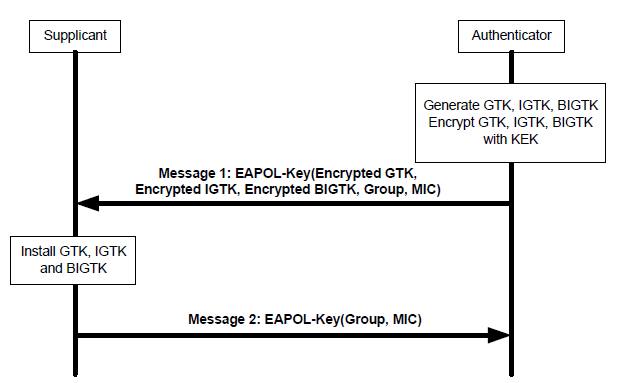 Supplicant
Authenticator
Generate GTK, IGTK, BIGTK
Encrypt GTK, IGTK, BIGTK
with KEK
Message 1: EAPOL-Key(Encrypted GTK,
Encrypted IGTK, Encrypted BIGTK, Group, MIC)
Install GTK, IGTK
and BIGTK
Message 2: EAPOL-Key(Group, MIC)